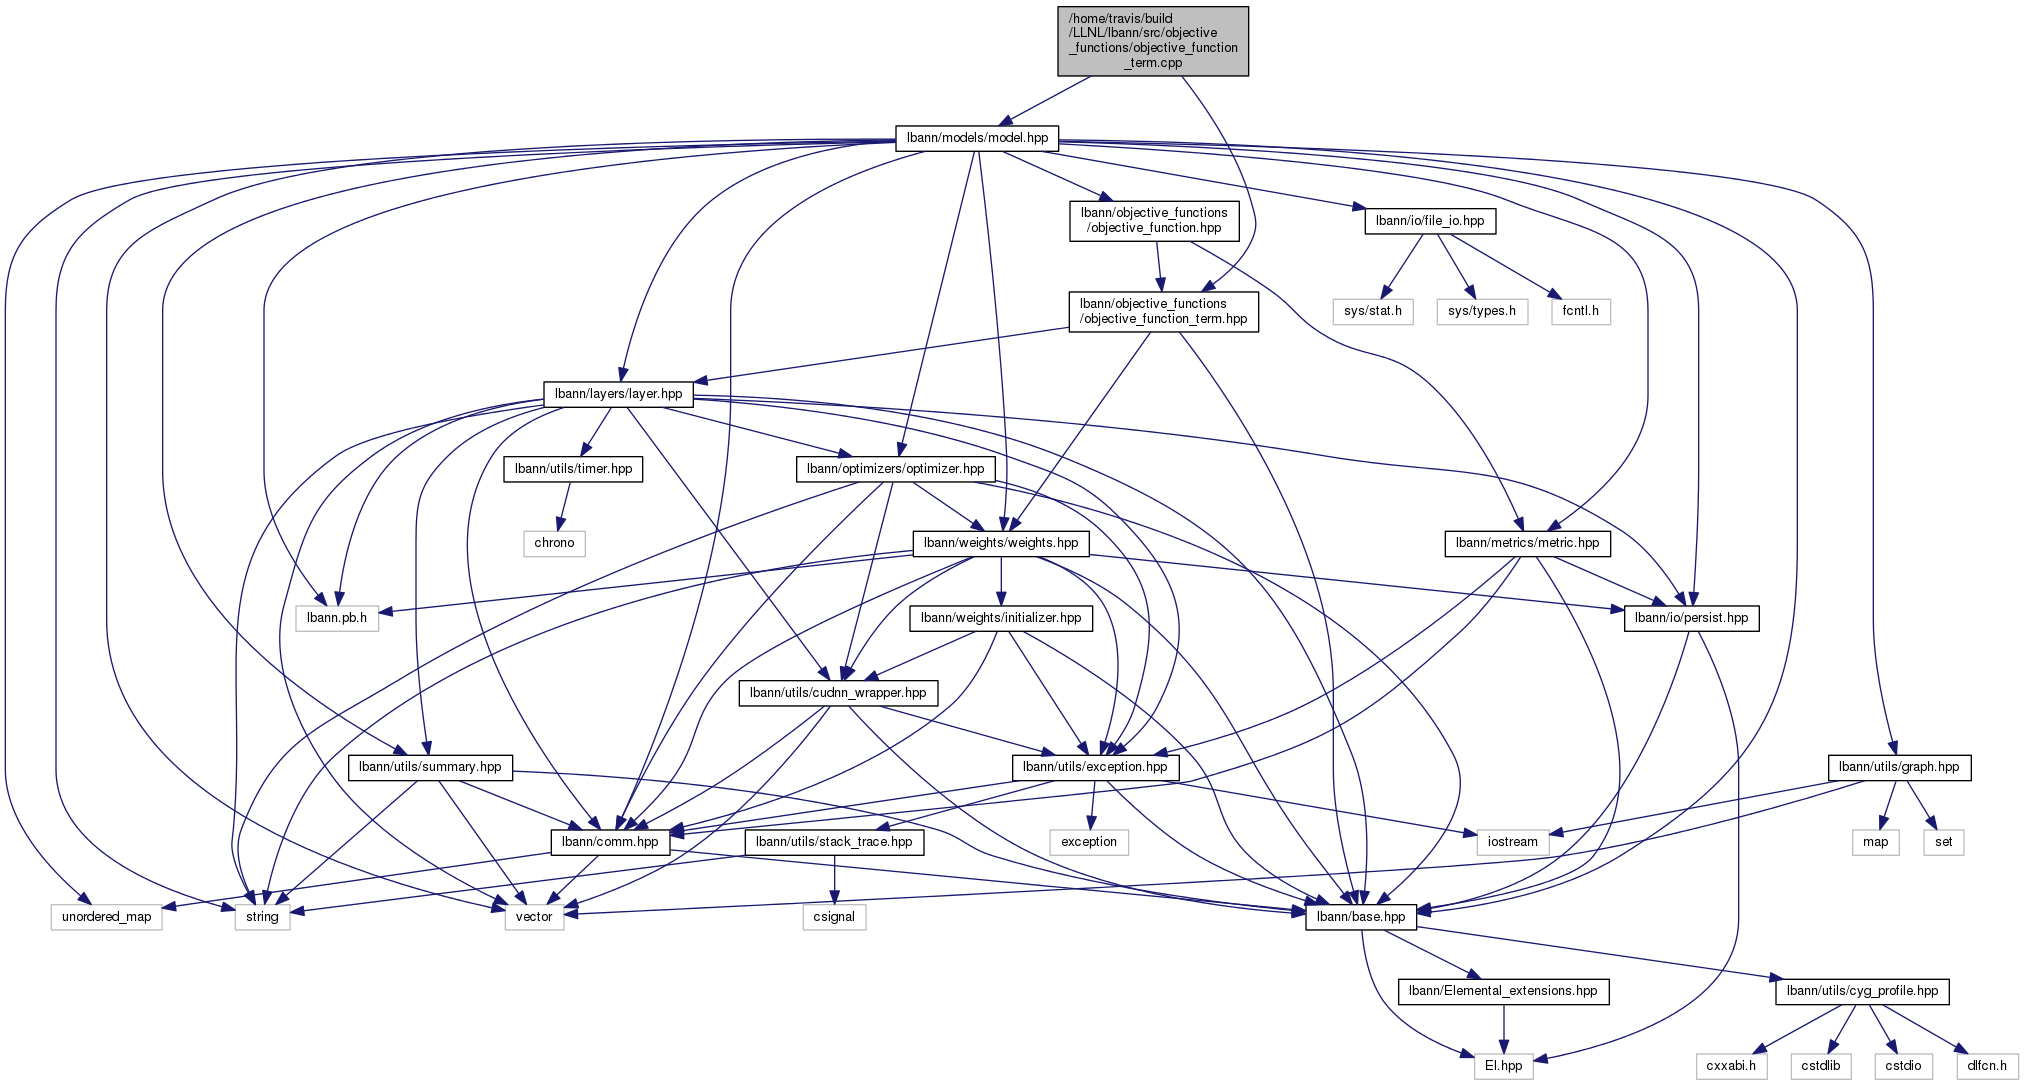 /home/travis/build
/LLNL/lbann/src/objective
_functions/objective_function
_term.cpp
lbann/models/model.hpp
lbann/objective_functions
/objective_function.hpp
lbann/io/file_io.hpp
lbann/objective_functions
/objective_function_term.hpp
sys/stat.h
sys/types.h
fcntl.h
lbann/layers/layer.hpp
lbann/utils/timer.hpp
lbann/optimizers/optimizer.hpp
chrono
lbann/weights/weights.hpp
lbann/metrics/metric.hpp
lbann.pb.h
lbann/weights/initializer.hpp
lbann/io/persist.hpp
lbann/utils/cudnn_wrapper.hpp
lbann/utils/summary.hpp
lbann/utils/exception.hpp
lbann/utils/graph.hpp
lbann/comm.hpp
lbann/utils/stack_trace.hpp
exception
iostream
map
set
unordered_map
string
vector
csignal
lbann/base.hpp
lbann/Elemental_extensions.hpp
lbann/utils/cyg_profile.hpp
El.hpp
cxxabi.h
cstdlib
cstdio
dlfcn.h